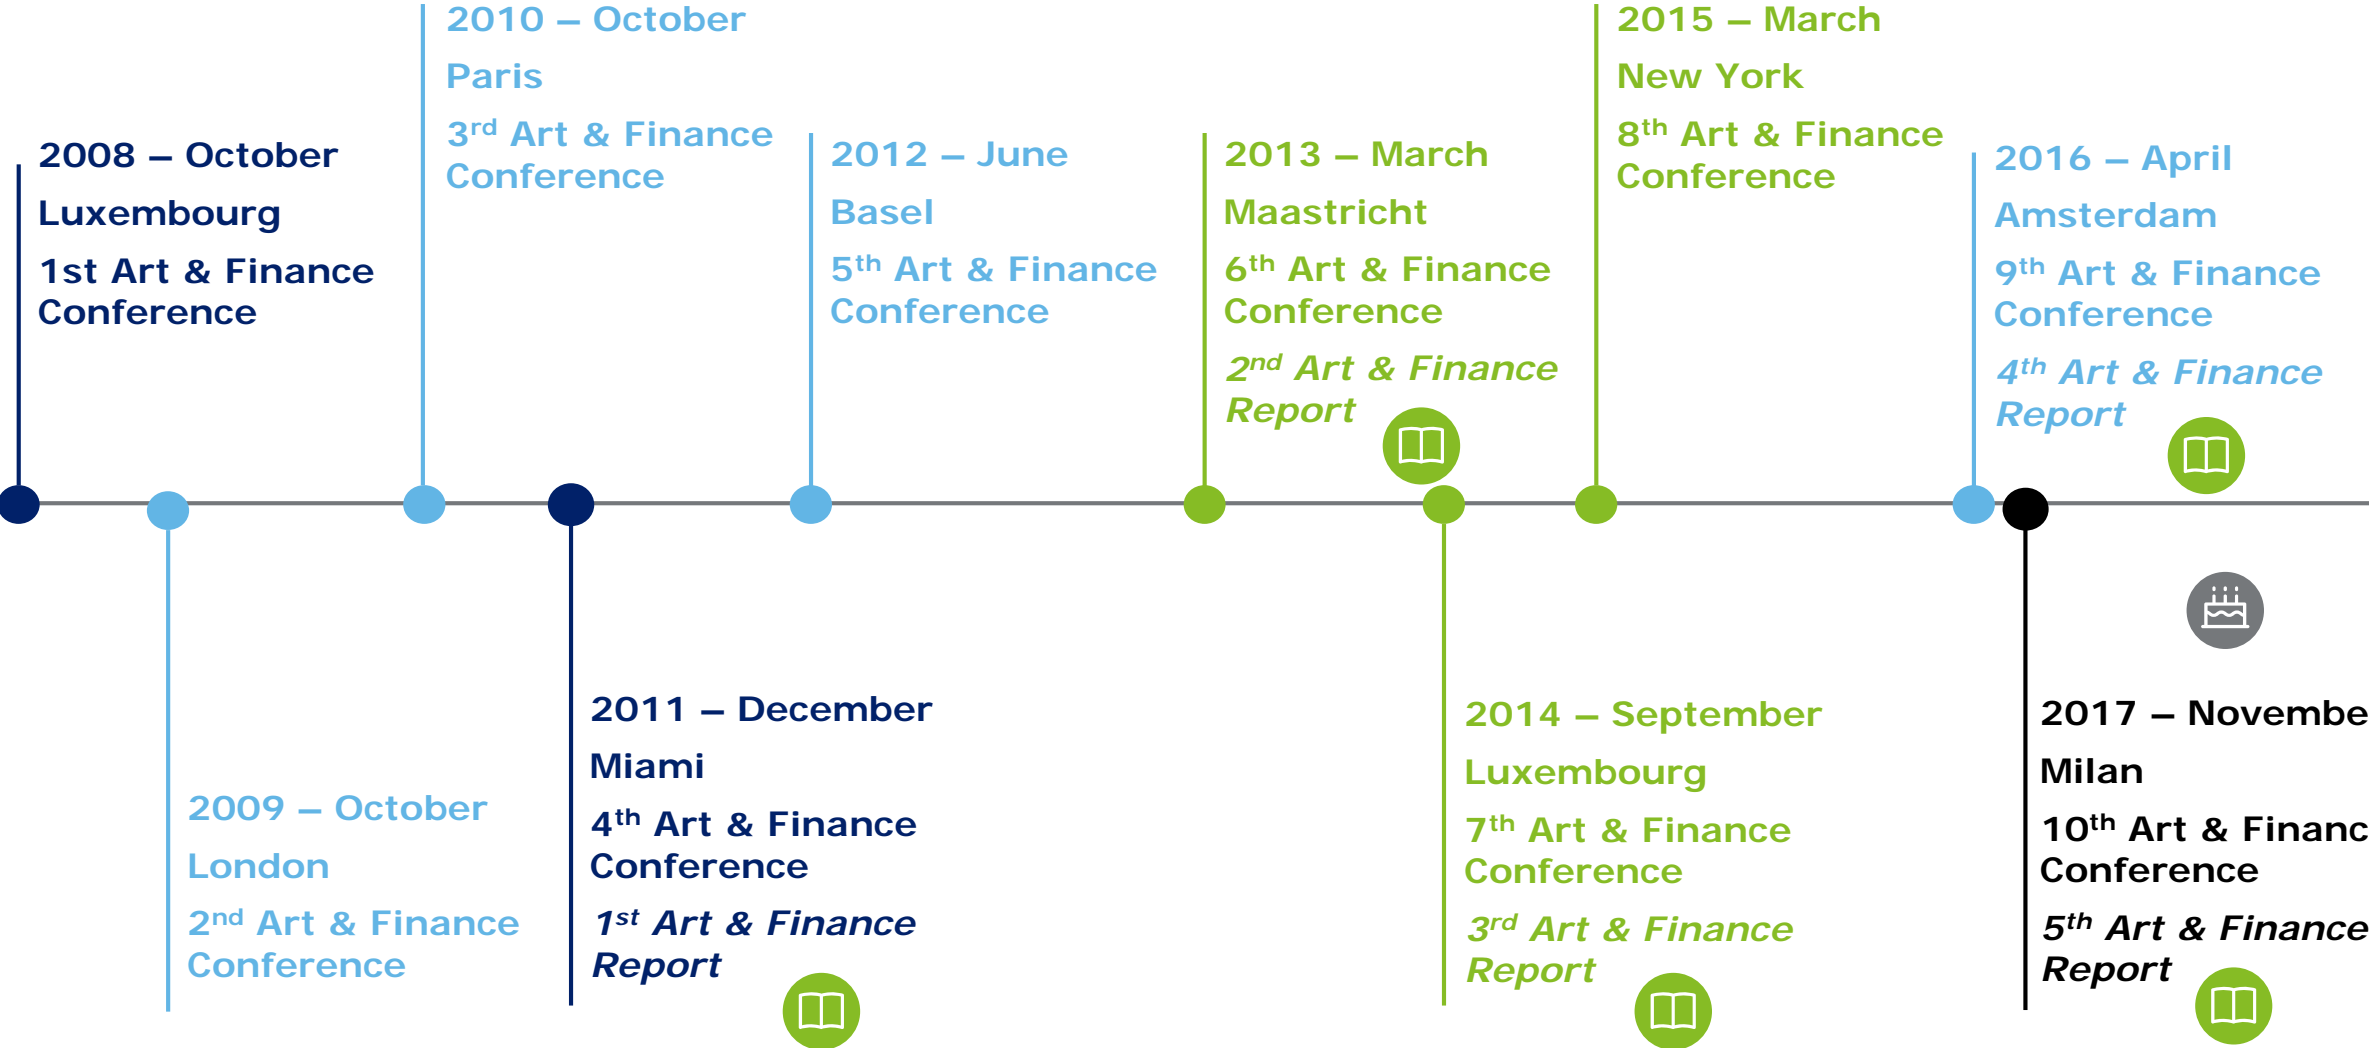 2008 – October
Luxembourg
1st Art & Finance
Conference
2009 – October
London
2nd Art & Finance
Conference
2010 – October
Paris
3rd Art & Finance
Conference
2011 – December
Miami
4th Art & Finance
Conference
1st Art & Finance
Report
2012 – June
Basel
5th Art & Finance
Conference
2013 – March
Maastricht
6th Art & Finance
Conference
2nd Art & Finance
Report
2014 – September
Luxembourg
7th Art & Finance
Conference
3rd Art & Finance
Report
2015 – March
New York
8th Art & Finance
Conference
2016 – April
Amsterdam
9th Art & Finance
Conference
4th Art & Finance
Report
2017 – Novembe
Milan
10th Art & Financ
Conference
5th Art & Finance
Report